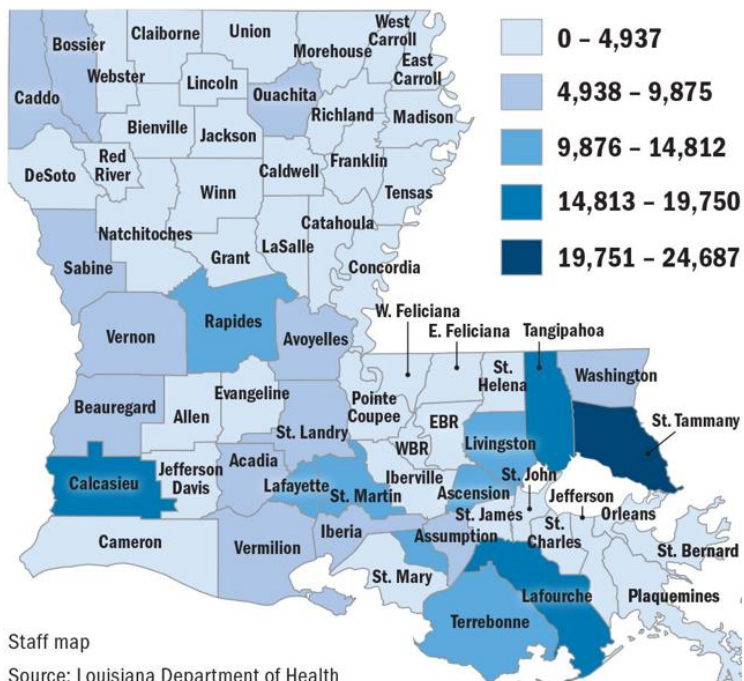 0 – 4,937
4,938 – 9,875
9,876 – 14,812
14,813 – 19,750
19,751 – 24,687
Caddo
Bossier
Webster
Claiborne
Union
Morehouse
West
Carroll
East
Carroll
Lincoln
Ouachita
Richland
Madison
Bienville
Jackson
DeSoto
Red
River
Winn
Caldwell
Franklin
Tensas
Natchitoches
Grant
LaSalle
Catahoula
Concordia
Sabine
Vernon
Rapides
Avoyelles
W. Feliciana
E. Feliciana
Tangipahoa
St.
Helena
Washington
St. Tammany
Beauregard
Allen
Evangeline
St. Landry
Pointe
Coupee
EBR
WBR
Livingston
Calcasieu
Jefferson
Davis
Acadia
Lafayette
St. Martin
Iberville
Ascension
St. John
Jefferson
Orleans
Cameron
Vermilion
Iberia
St. Mary
Assumption
St. James
St.
Charles
St. Bernard
Plaquemines
Lafourche
Terrebonne
Staff map
Source: Louisiana Department of Health